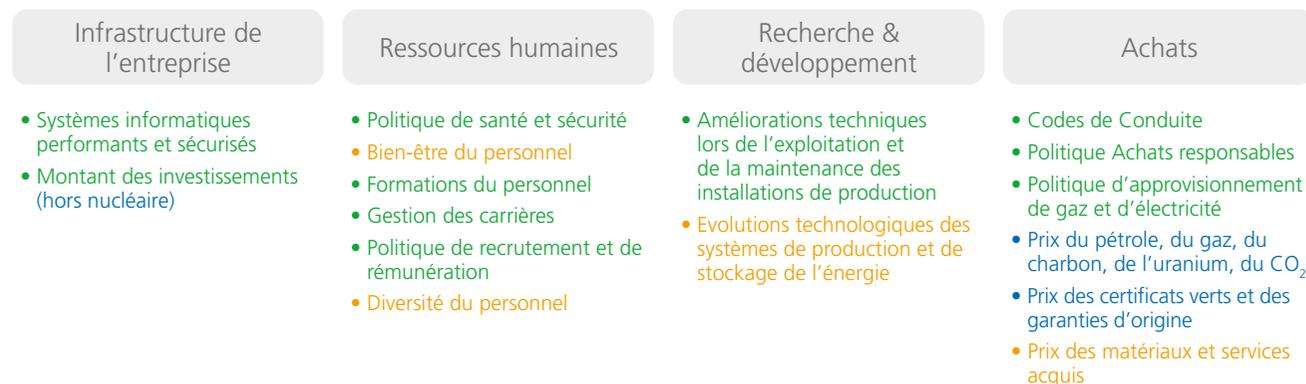 Infrastructure de
l'entreprise
• Systèmes informatiques
performants et sécurisés
• Montant des investissements
(hors nucléaire)
Ressources humaines
• Politique de santé et sécurité
• Bien-être du personnel
• Formations du personnel
• Gestion des carrières
• Politique de recrutement et de
rémunération
• Diversité du personnel
Recherche &
développement
• Améliorations techniques
lors de l'exploitation et
de la maintenance des
installations de production
• Evolutions technologiques des
systèmes de production et de
stockage de l'énergie
Achats
• Codes de Conduite
• Politique Achats responsables
• Politique d'approvisionnement
de gaz et d'électricité
• Prix du pétrole, du gaz, du
charbon, de l'uranium, du CO₂
• Prix des certificats verts et des
garanties d'origine
• Prix des matériaux et services
acquis